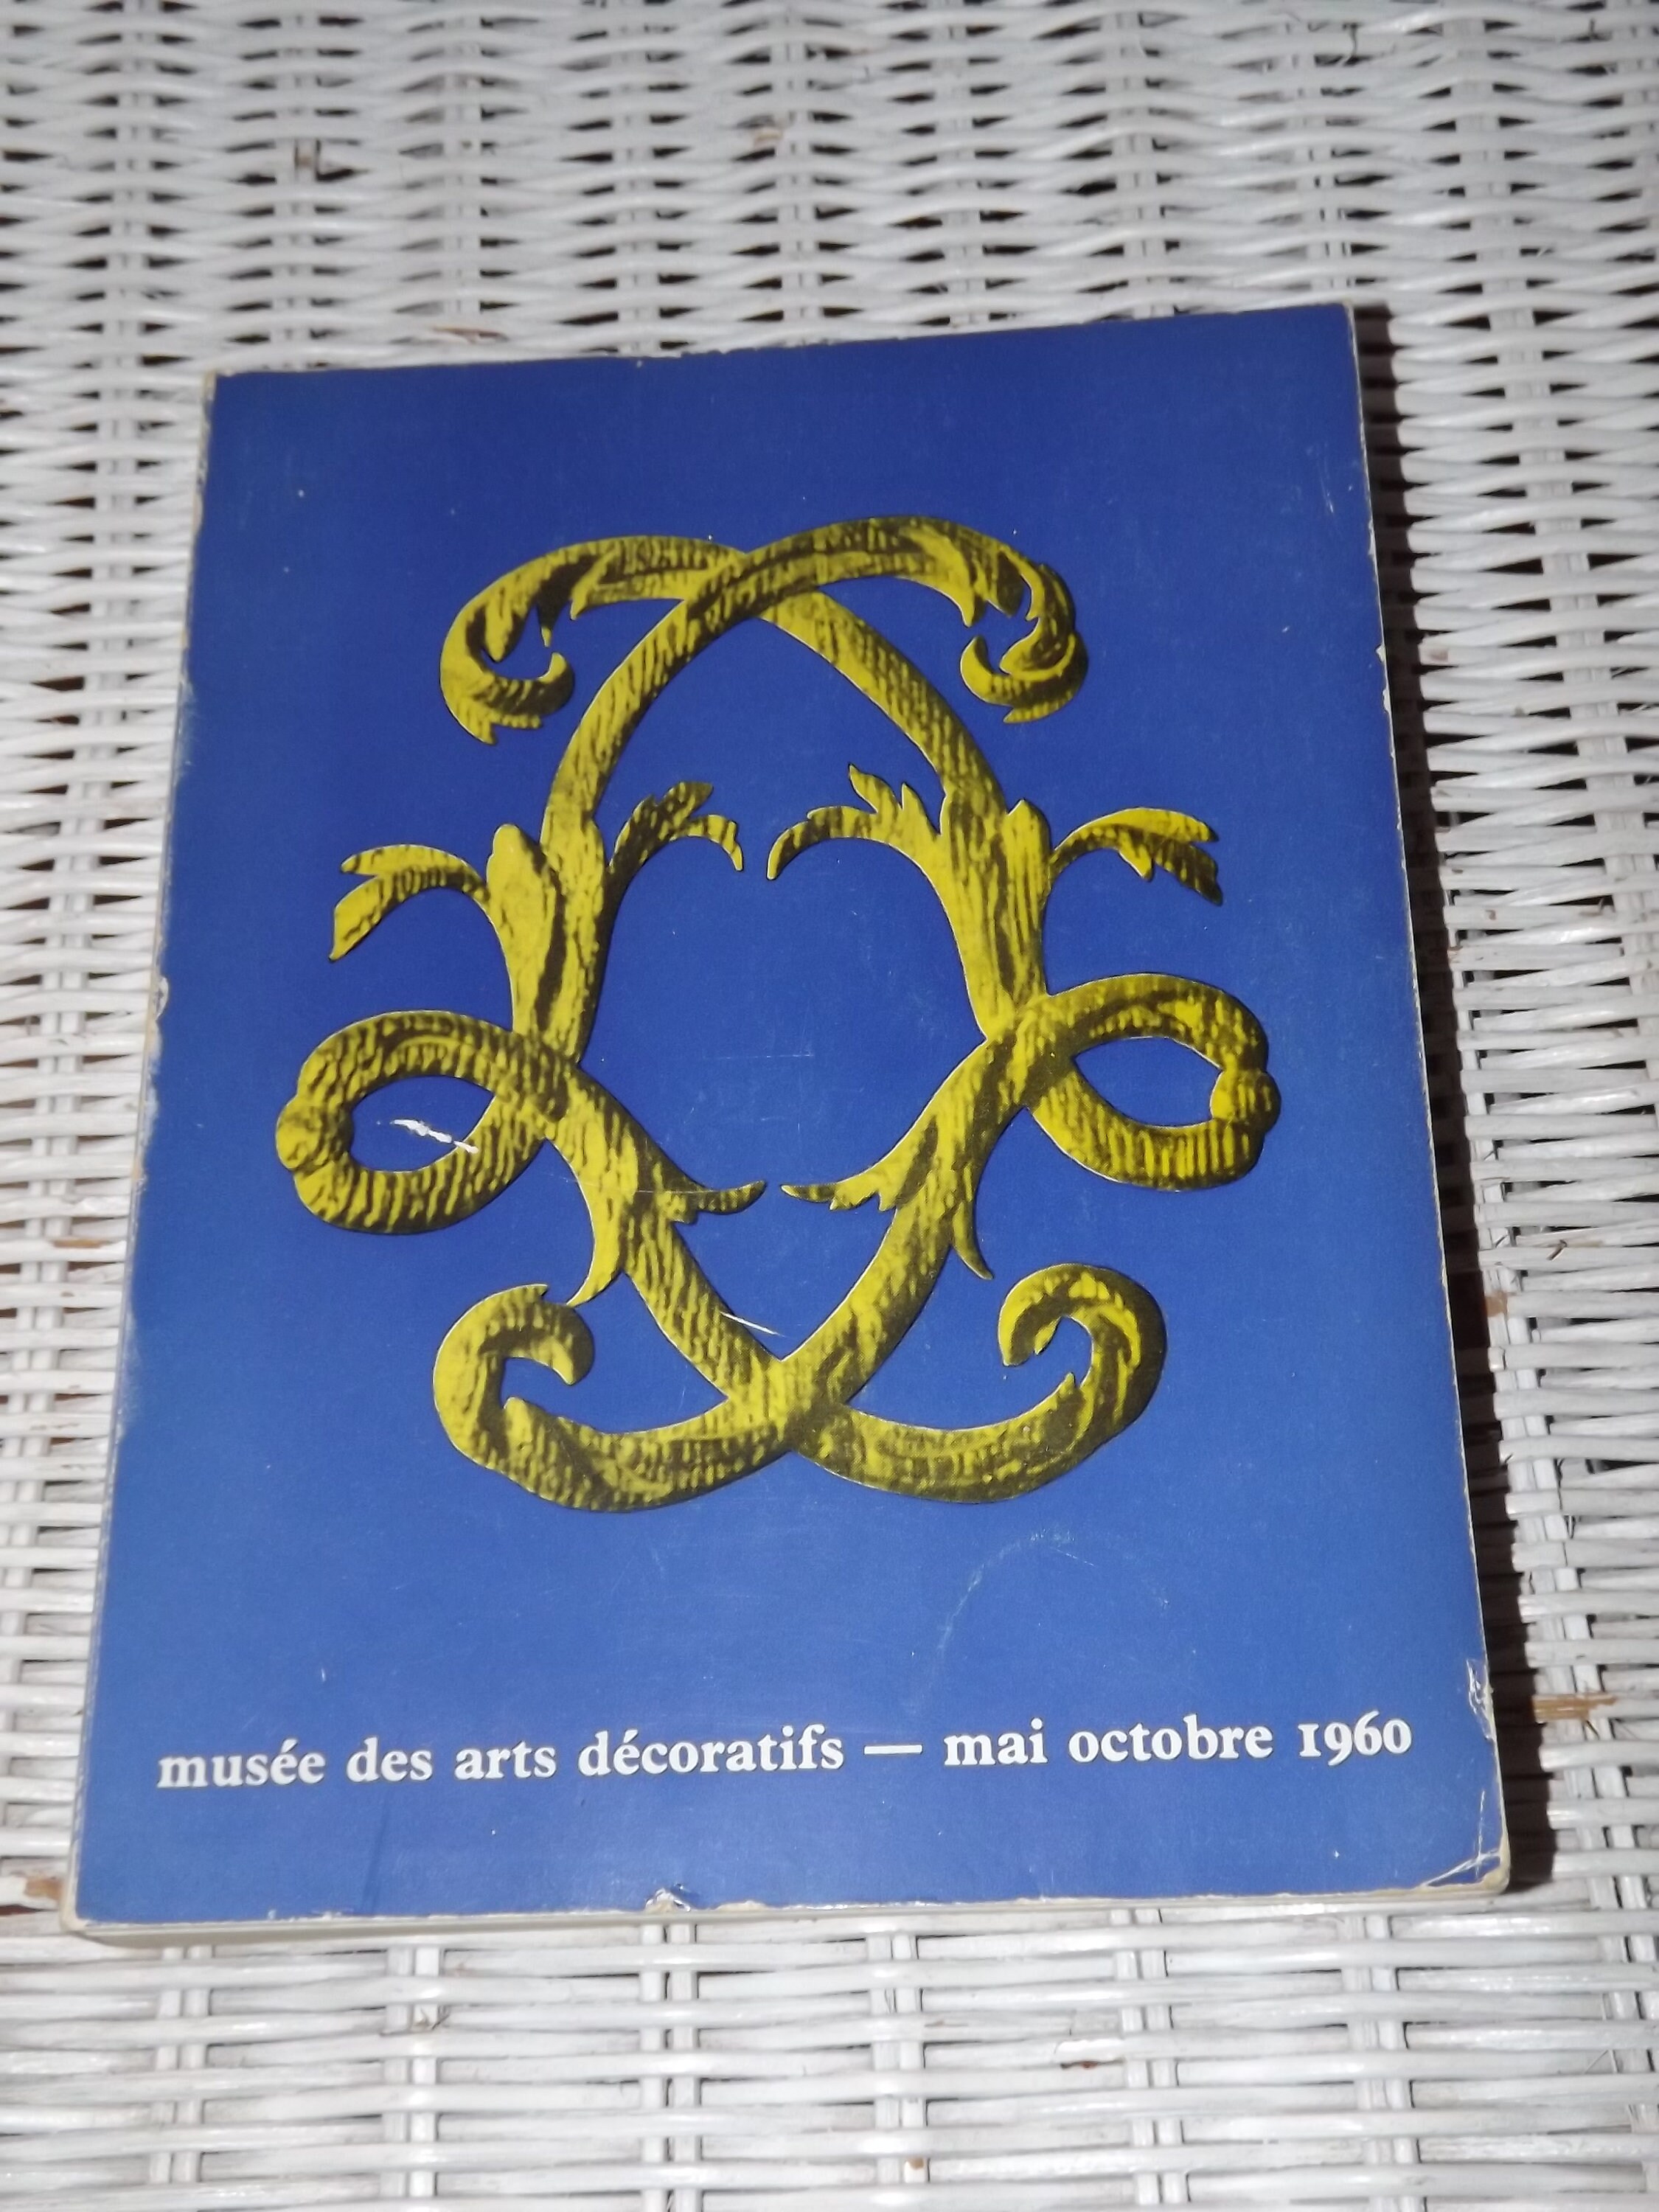 musée des arts décoratifs — mai octobre 1960